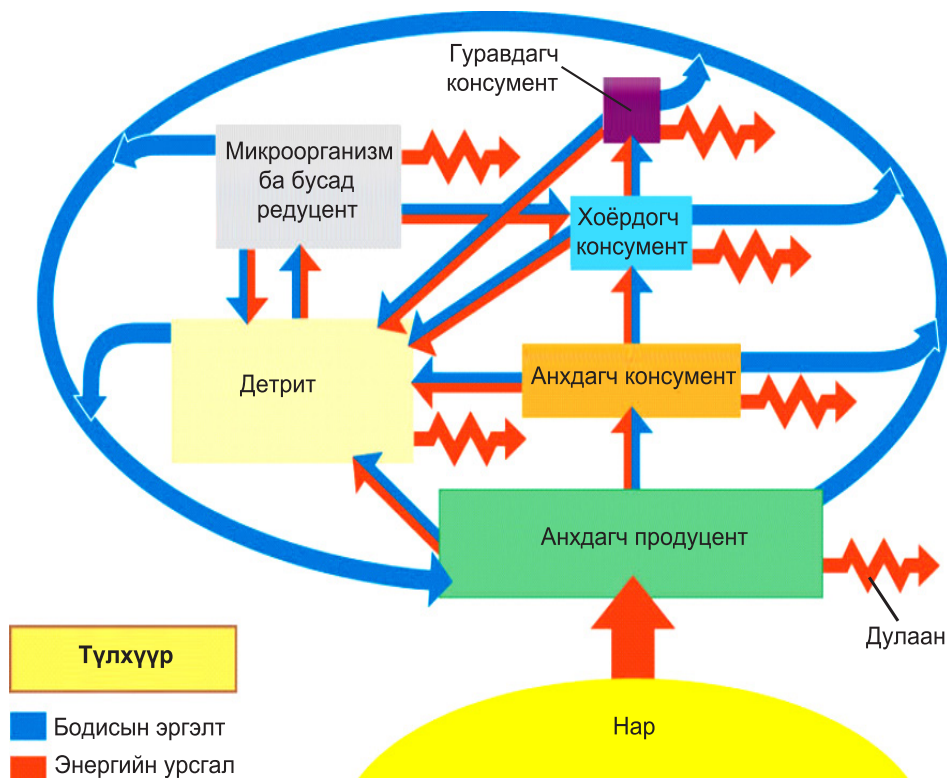 Гуравдагч
консумент
Микроорганизм
ба бусад
редуцент
Хоёрдогч
консумент
Детрит
Анхдагч консумент
Анхдагч продуцент
Дулаан
Түлхүүр
Нар
Бодисын эргэлт
Энергийн урсгал